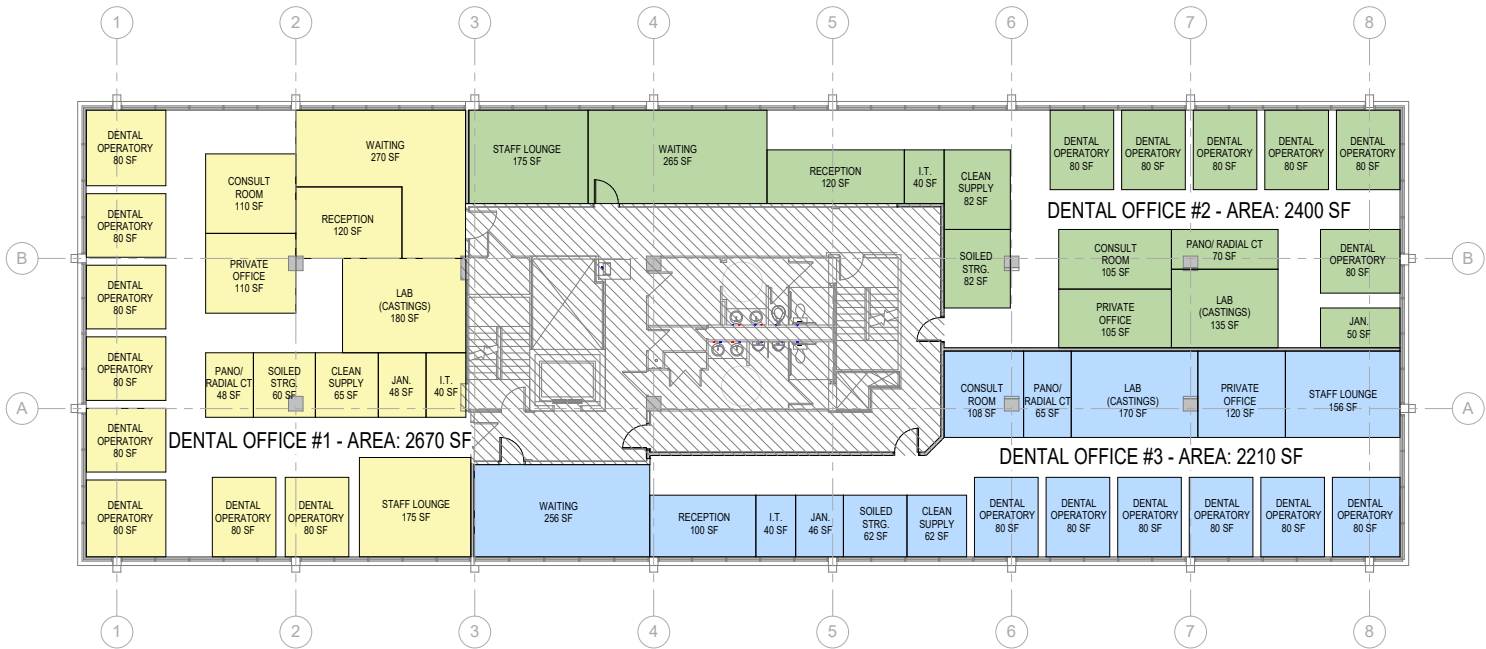 1 2 3 4 5 6 7 8
DENTAL
OPERATORY
80 SF
DENTAL
OPERATORY
80 SF
DENTAL
OPERATORY
80 SF
DENTAL
OPERATORY
80 SF
DENTAL
OPERATORY
80 SF
DENTAL
OPERATORY
80 SF
CONSULT
ROOM
110 SF
PRIVATE
OFFICE
110 SF
WAITING
270 SF
RECEPTION
120 SF
LAB
(CASTINGS)
180 SF
PANO/
RADIAL CT
48 SF
SOILED
STRG.
60 SF
CLEAN
SUPPLY
65 SF
JAN.
48 SF
I.T.
40 SF
DENTAL OFFICE #1 - AREA: 2670 SF
DENTAL
OPERATORY
80 SF
DENTAL
OPERATORY
80 SF
STAFF LOUNGE
175 SF
STAFF LOUNGE
175 SF
WAITING
265 SF
RECEPTION
120 SF
I.T.
40 SF
CLEAN
SUPPLY
82 SF
SOILED
STRG.
82 SF
DENTAL
OPERATORY
80 SF
DENTAL
OPERATORY
80 SF
DENTAL
OPERATORY
80 SF
DENTAL
OPERATORY
80 SF
DENTAL
OPERATORY
80 SF
DENTAL OFFICE #2 - AREA: 2400 SF
CONSULT
ROOM
105 SF
PANO/ RADIAL CT
70 SF
DENTAL
OPERATORY
80 SF
PRIVATE
OFFICE
105 SF
LAB
(CASTINGS)
135 SF
JAN.
50 SF
CONSULT
ROOM
108 SF
PANO/
RADIAL CT
65 SF
LAB
(CASTINGS)
170 SF
PRIVATE
OFFICE
120 SF
STAFF LOUNGE
156 SF
DENTAL OFFICE #3 - AREA: 2210 SF
WAITING
256 SF
RECEPTION
100 SF
I.T.
40 SF
JAN.
46 SF
SOILED
STRG.
62 SF
CLEAN
SUPPLY
62 SF
DENTAL
OPERATORY
80 SF
DENTAL
OPERATORY
80 SF
DENTAL
OPERATORY
80 SF
DENTAL
OPERATORY
80 SF
DENTAL
OPERATORY
80 SF
DENTAL
OPERATORY
80 SF
B B
A A
1 2 3 4 5 6 7 8